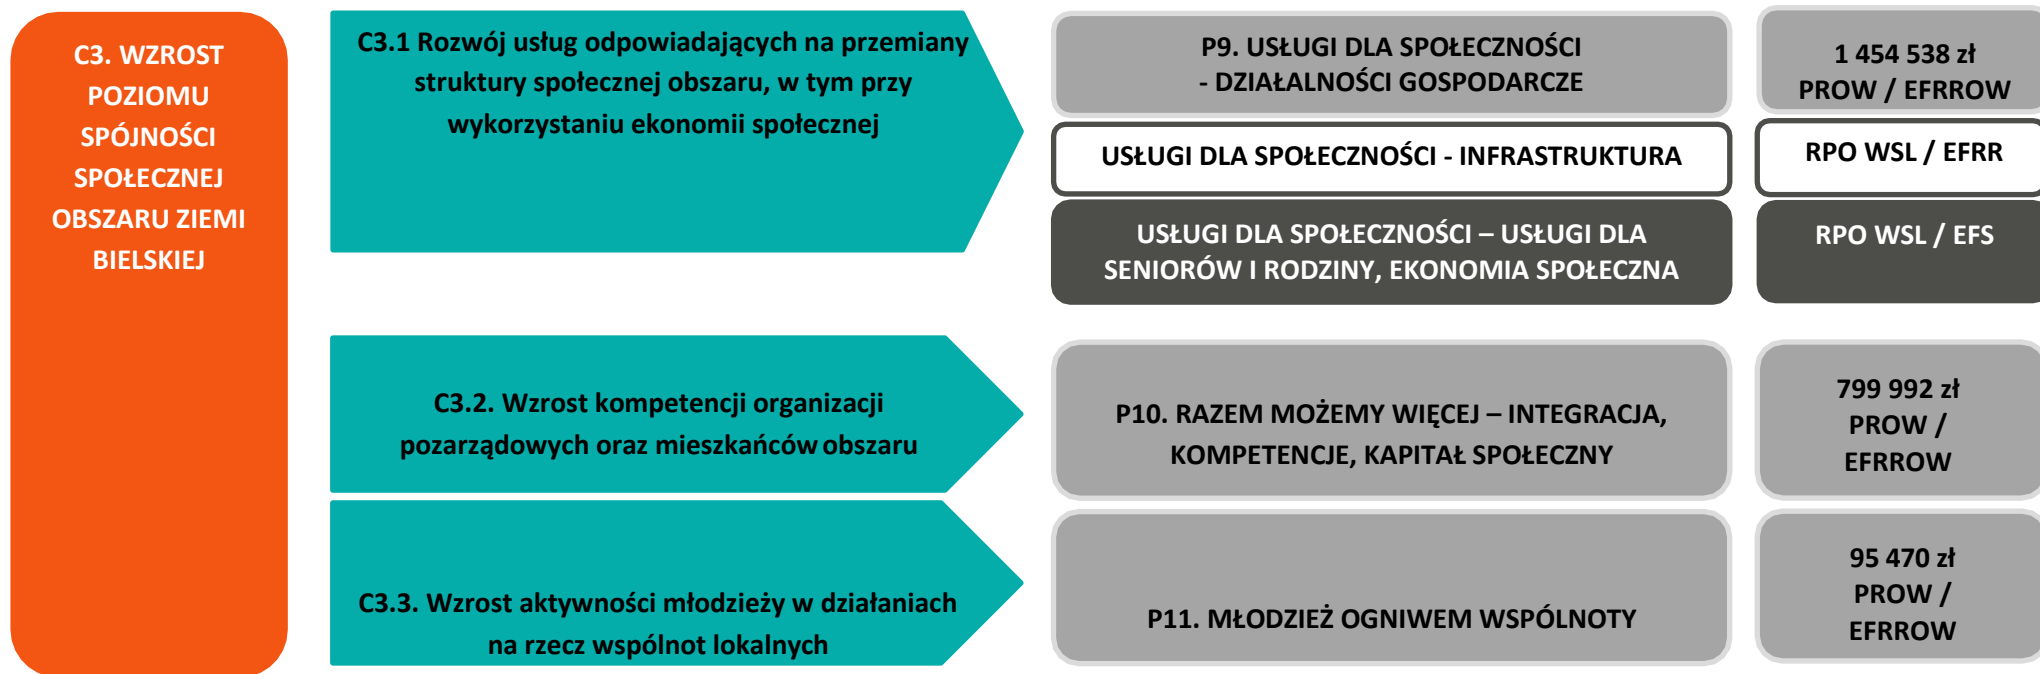 C3. WZROST
POZIOMU
SPÓJNOŚCI
SPOŁECZNEJ
OBSZARU ZIEMI
BIELSKIEJ
C3.1 Rozwój usług odpowiadających na przemiany
struktury społecznej obszaru, w tym przy
wykorzystaniu ekonomii społecznej
P9. USŁUGI DLA SPOŁECZNOŚCI
- DZIAŁALNOŚCI GOSPODARCZE
1 454 538 zł
PROW / EFRROW
USŁUGI DLA SPOŁECZNOŚCI - INFRASTRUKTURA
RPO WSL / EFRR
USŁUGI DLA SPOŁECZNOŚCI – USŁUGI DLA
SENIORÓW I RODZINY, EKONOMIA SPOŁECZNA
RPO WSL / EFS
C3.2. Wzrost kompetencji organizacji
pozarządowych oraz mieszkańców obszaru
P10. RAZEM MOŻEMY WIĘCEJ – INTEGRACJA,
KOMPETENCJE, KAPITAŁ SPOŁECZNY
799 992 zł
PROW /
EFRROW
C3.3. Wzrost aktywności młodzieży w działaniach
na rzecz wspólnot lokalnych
P11. MŁODZIEŻ OGNIWEM WSPÓLNOTY
95 470 zł
PROW /
EFRROW